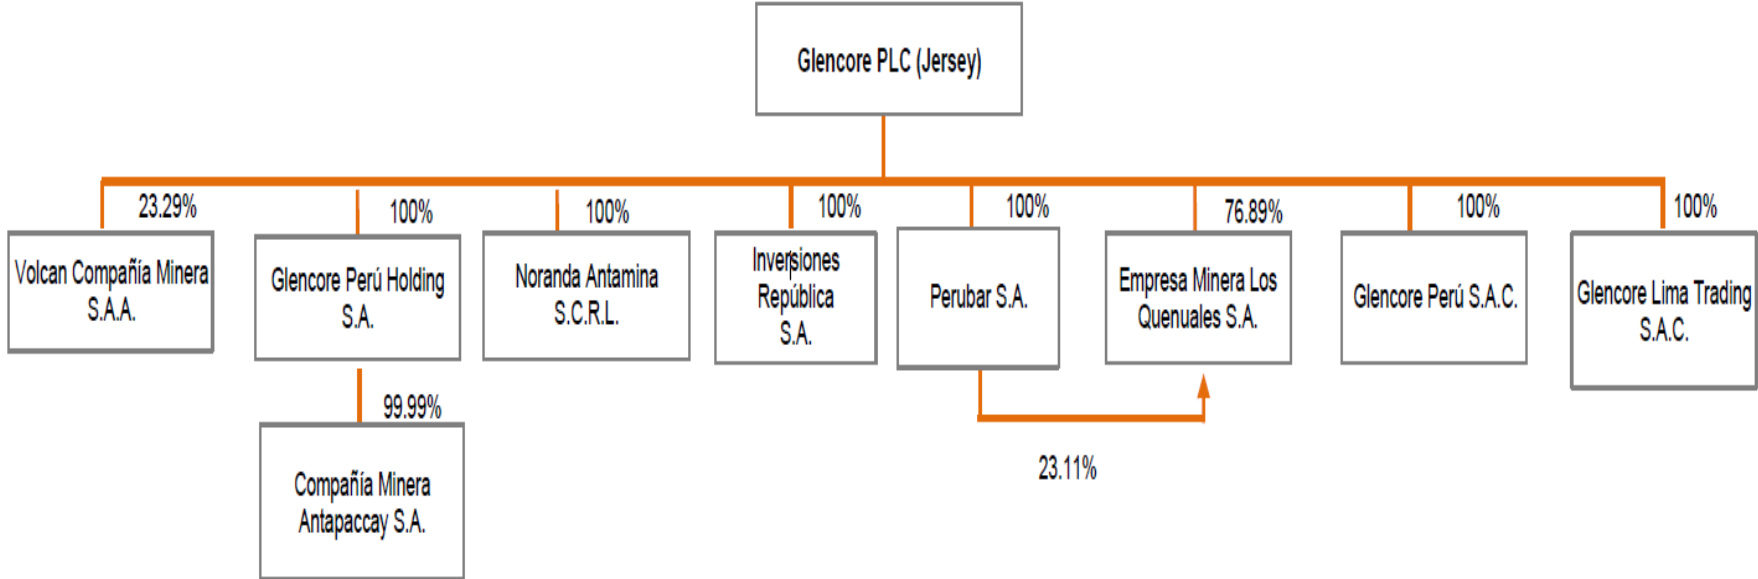 Glencore PLC (Jersey)
23.29%
100%
100%
100%
100%
76.89%
100%
100%
Volcan Compañía Minera
S.A.A.
Glencore Perú Holding
S.A.
Noranda Antamina
S.C.R.L.
Inversiones
República
S.A.
Perubar S.A.
Empresa Minera Los
Quenuales S.A.
Glencore Perú S.A.C.
Glencore Lima Trading
S.A.C.
99.99%
23.11%
Compañía Minera
Antapaccay S.A.